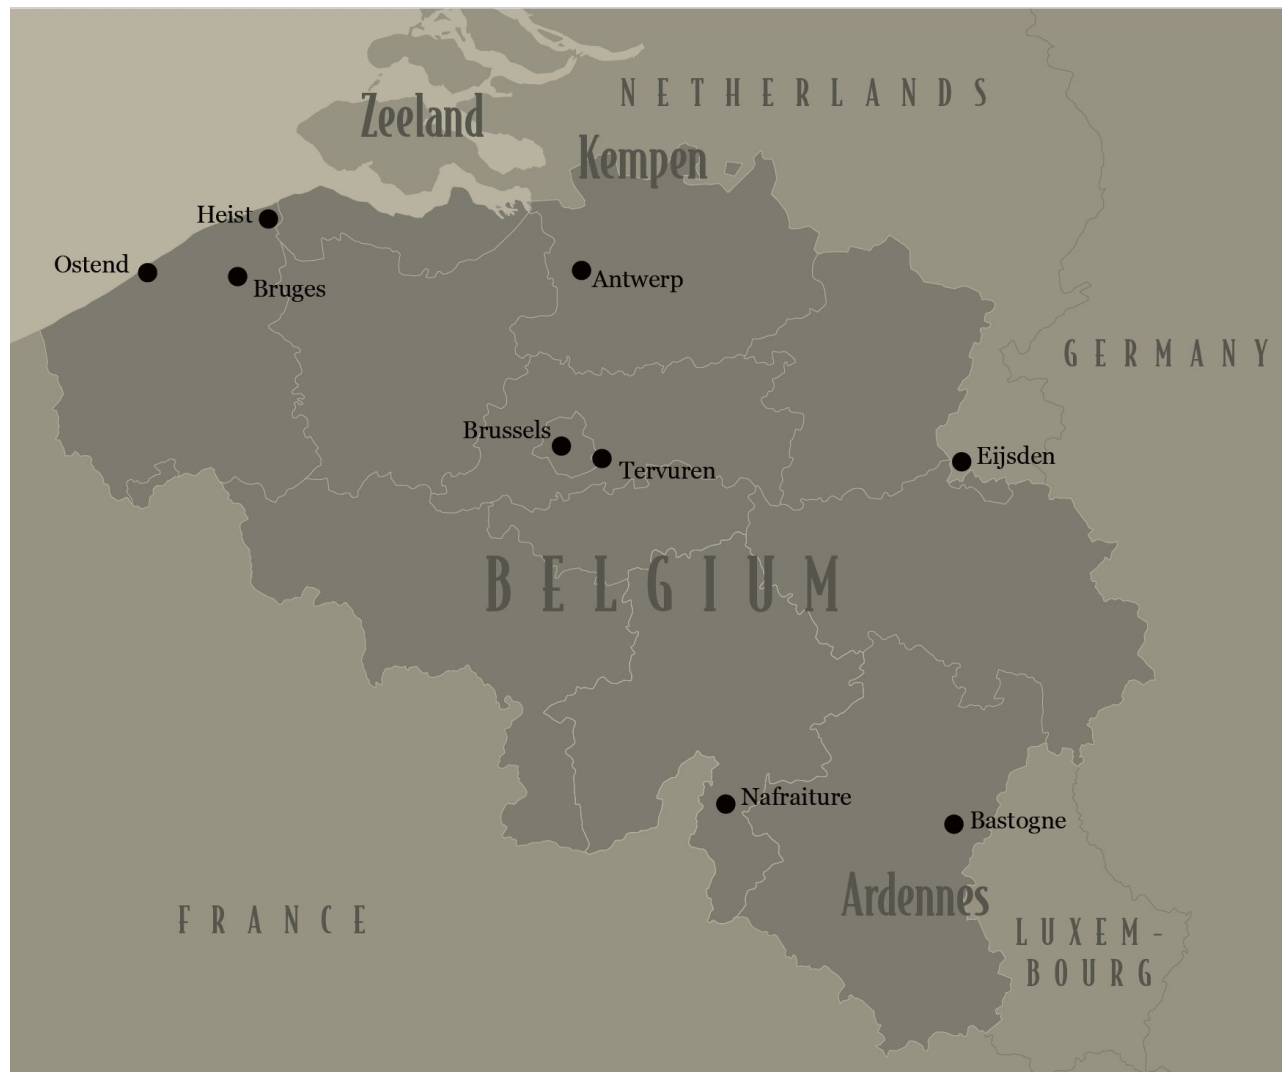 NETHERLANDS
Zeeland
Kempen
Heist
Ostend
Bruges
Antwerp
GERMANY
Brussels
Tervuren
Eijsden
BELGIUM
Nafraiture
Bastogne
Ardennes
FRANCE
LUXEM-
BOURG